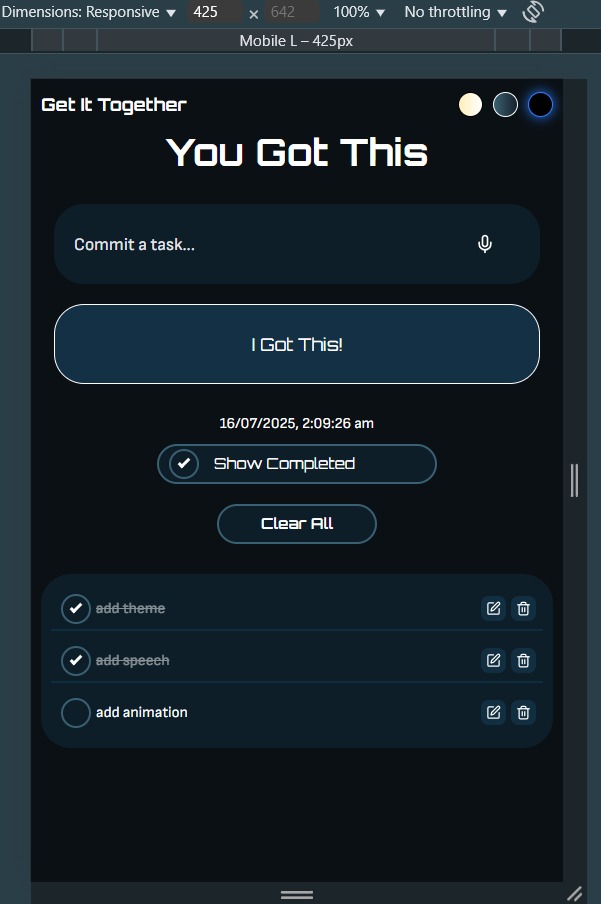 Dimensions: Responsive ▼ 425 × 642 100% ▼ No throttling ▼
Mobile L – 425px
Get It Together
You Got This
Commit a task...
I Got This!
16/07/2025, 2:09:26 am
Show Completed
Clear All
add theme
add speech
add animation